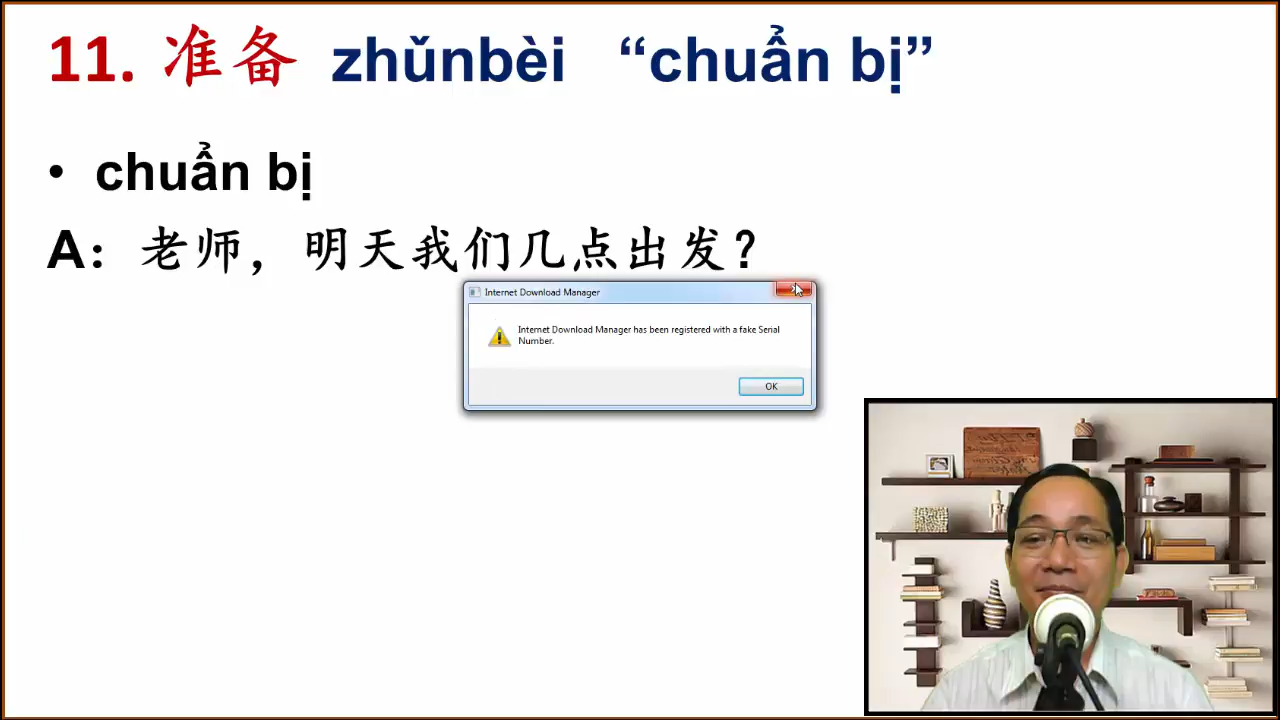 11. 准备 zhǔnbèi “chuẩn bị”
• chuẩn bị
A：老师，明天我们几点出发？
Internet Download Manager
Internet Download Manager has been registered with a fake Serial
Number.
OK